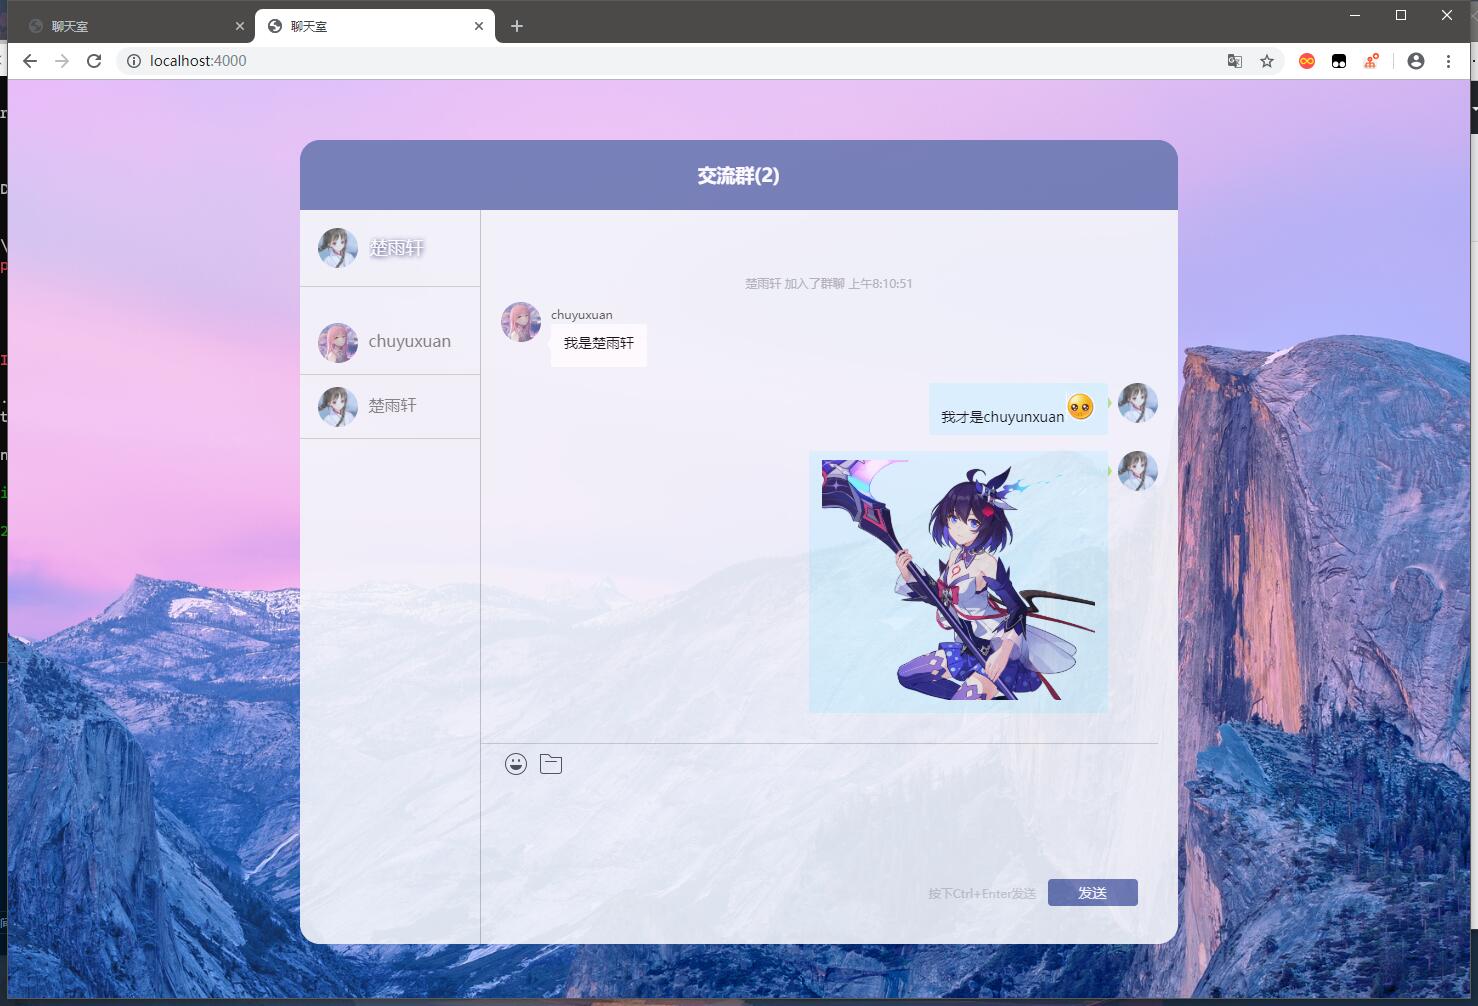 聊天室
聊天室
localhost:4000
交流群(2)
楚雨轩
chuyuxuan
楚雨轩
楚雨轩 加入了群聊 上午8:10:51
chuyuxuan
我是楚雨轩
我才是chuyunxuan
按下Ctrl+Enter发送
发送